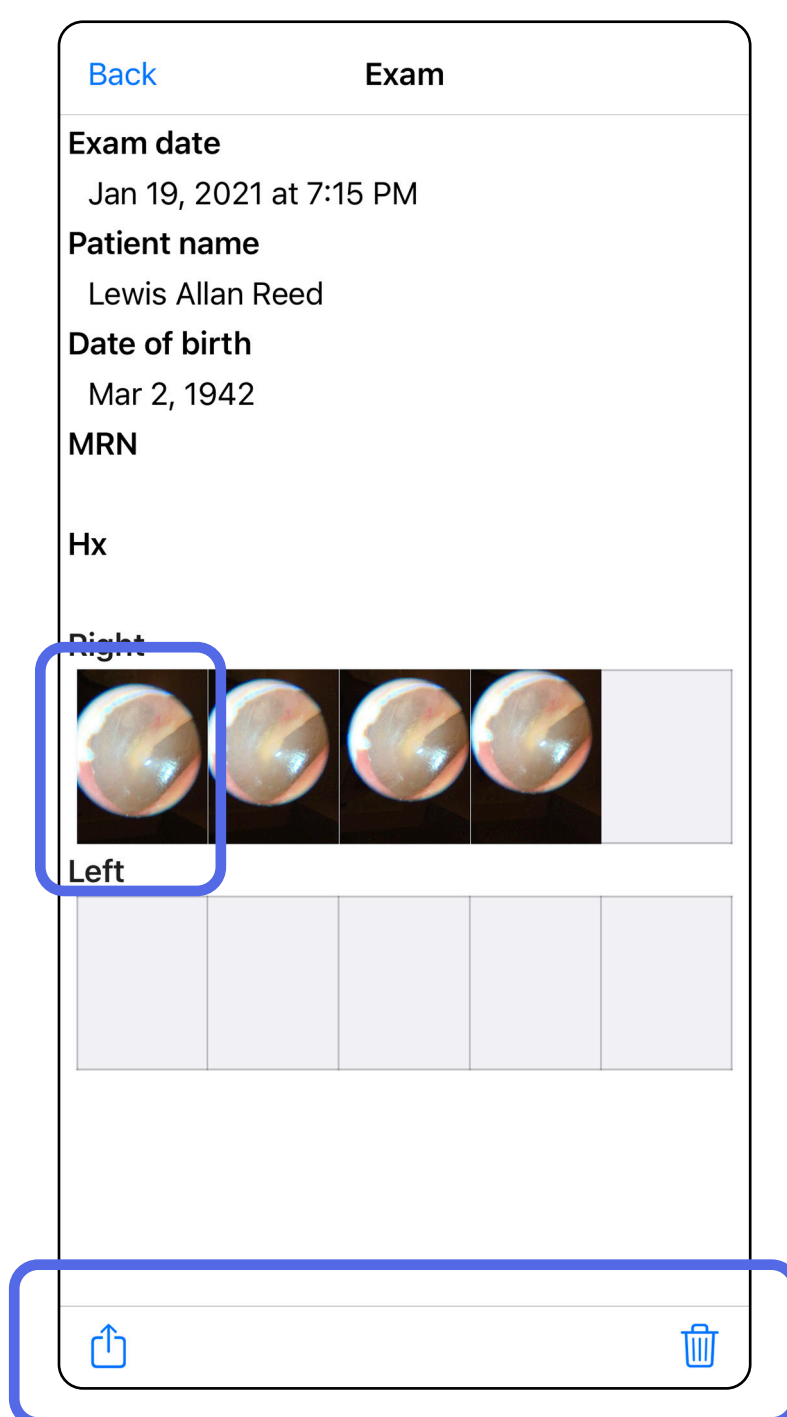 Back
Exam
Exam date
Jan 19, 2021 at 7:15 PM
Patient name
Lewis Allan Reed
Date of birth
Mar 2, 1942
MRN
Hx
Right
Left